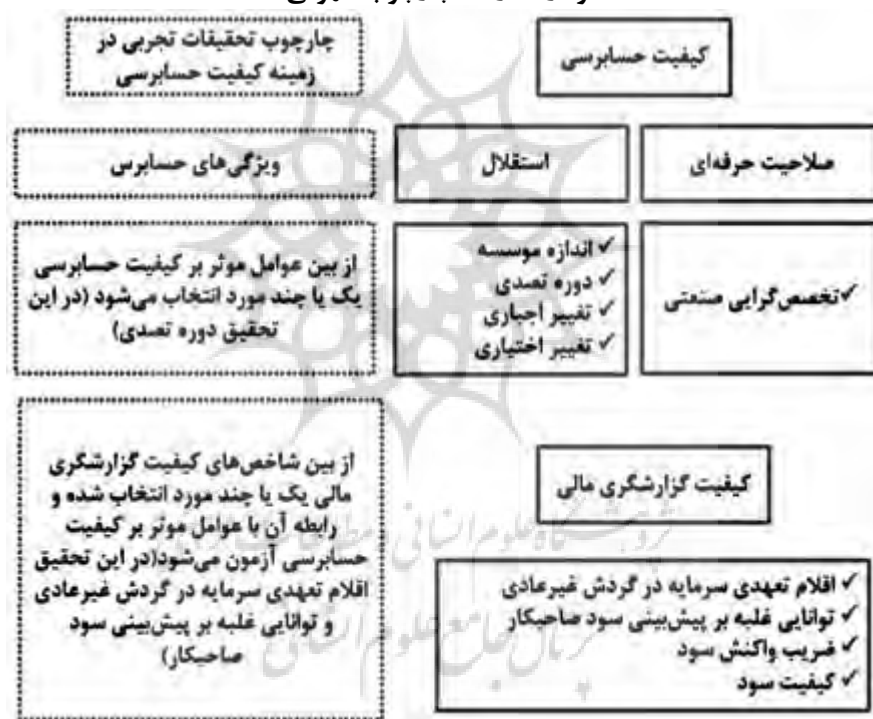 کیفیت حسابرسی
چارچوب تحقیقات تجربی در
زمینه کیفیت حسابرسی
صلاحیت حرفه‌ای
استقلال
ویژگی‌های حسابرس
✓تخصص‌گرایی صنعتی
✓ اندازه موسسه
✓ دوره تصدی
✓ تغییر اجباری
✓ تغییر اختیاری
از بین عوامل موثر بر کیفیت حسابرسی
یک یا چند مورد انتخاب می‌شود (در این
تحقیق دوره تصدی)
کیفیت گزارشگری مالی
✓ اقلام تعهدی سرمایه در گردش غیرعادی
✓ توانایی غلبه بر پیش‌بینی سود صاحبکار
✓ ضریب واکنش سود
✓ کیفیت سود
از بین شاخص‌های کیفیت گزارشگری
مالی یک یا چند مورد انتخاب شده و
رابطه آن با عوامل موثر بر کیفیت
حسابرسی آزمون می‌شود(در این تحقیق
اقلام تعهدی سرمایه در گردش غیرعادی
و توانایی غلبه بر پیش‌بینی سود
صاحبکار)